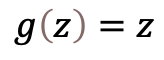 g(z) = z